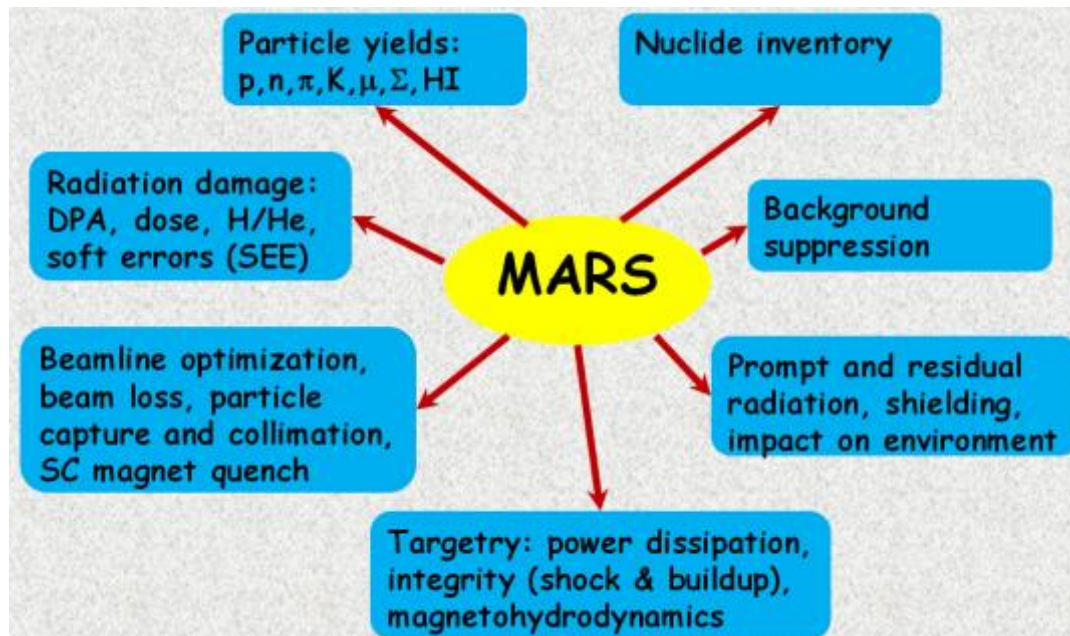 Particle yields:
p,n,π,K,μ,Σ,HI
Nuclide inventory
Radiation damage:
DPA, dose, H/He,
soft errors (SEE)
Background
suppression
MARS
Beamline optimization,
beam loss, particle
capture and collimation,
SC magnet quench
Prompt and residual
radiation, shielding,
impact on environment
Targetry: power dissipation,
integrity (shock & buildup),
magnetohydrodynamics